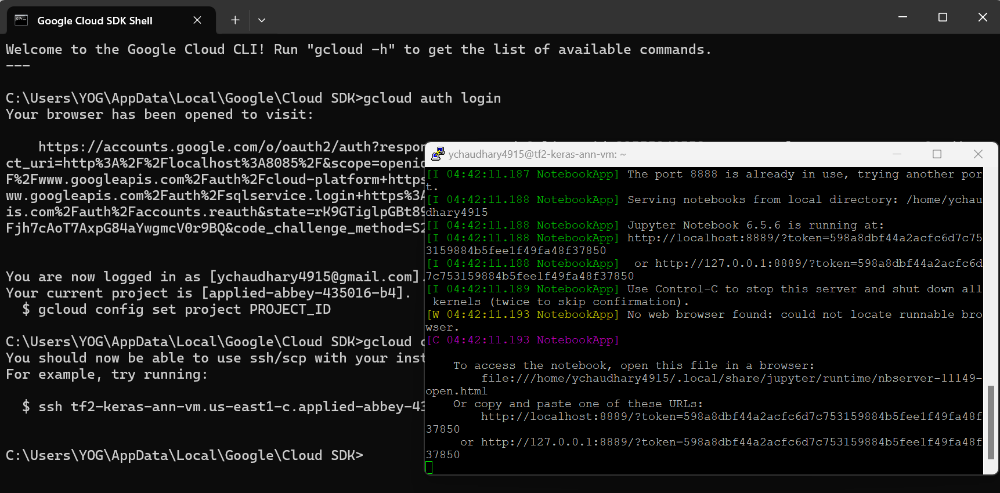 Google Cloud SDK Shell
Welcome to the Google Cloud CLI! Run "gcloud -h" to get the list of available commands.
---
C:\Users\YOG\AppData\Local\Google\Cloud SDK>gcloud auth login
Your browser has been opened to visit:
https://accounts.google.com/o/oauth2/auth?respon
ct_uri=http%3A%2F%2Flocalhost%3A8085%2F&scope=openid
F%2Fwww.googleapis.com%2Fauth%2Fcloud-platform+https
ww.googleapis.com%2Fauth%2Fsqlservice.login+https%3A
is.com%2Fauth%2Faccounts.reauth&state=rK9GTiglpGBt89
Fjh7cAoT7AxpG84aYwgmcV0r9BQ&code_challenge_method=S2
You are now logged in as [ychaudhary4915@gmail.com].
Your current project is [applied-abbey-435016-b4].
$ gcloud config set project PROJECT_ID
C:\Users\YOG\AppData\Local\Google\Cloud SDK>gcloud c
You should now be able to use ssh/scp with your inst
For example, try running:
$ ssh tf2-keras-ann-vm.us-east1-c.applied-abbey-43
C:\Users\YOG\AppData\Local\Google\Cloud SDK>
ychaudhary4915@tf2-keras-ann-vm: ~
[I 04:42:11.187 NotebookApp] The port 8888 is already in use, trying another por
t.
[I 04:42:11.188 NotebookApp] Serving notebooks from local directory: /home/ychau
dhary4915
[I 04:42:11.188 NotebookApp] Jupyter Notebook 6.5.6 is running at:
[I 04:42:11.188 NotebookApp] http://localhost:8889/?token=598a8dbf44a2acfc6d7c75
3159884b5fee1f49fa48f37850
[I 04:42:11.188 NotebookApp]  or http://127.0.0.1:8889/?token=598a8dbf44a2acfc6d
7c753159884b5fee1f49fa48f37850
[I 04:42:11.189 NotebookApp] Use Control-C to stop this server and shut down all
kernels (twice to skip confirmation).
[W 04:42:11.193 NotebookApp] No web browser found: could not locate runnable bro
wser.
[C 04:42:11.193 NotebookApp]
To access the notebook, open this file in a browser:
file:///home/ychaudhary4915/.local/share/jupyter/runtime/nbserver-11149-
open.html
Or copy and paste one of these URLs:
http://localhost:8889/?token=598a8dbf44a2acfc6d7c753159884b5fee1f49fa48f
37850
or http://127.0.0.1:8889/?token=598a8dbf44a2acfc6d7c753159884b5fee1f49fa48f
37850